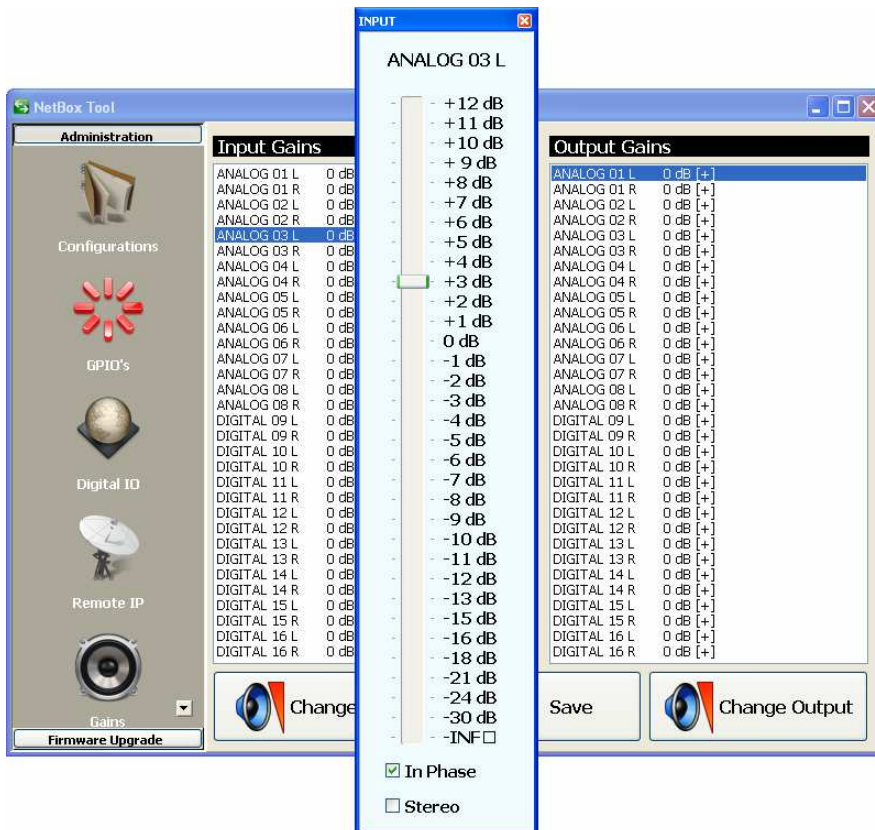 INPUT
ANALOG 03 L
+12 dB
+11 dB
+10 dB
+ 9 dB
+8 dB
+7 dB
+6 dB
+5 dB
+4 dB
+3 dB
+2 dB
+1 dB
0 dB
-1 dB
-2 dB
-3 dB
-4 dB
-5 dB
-6 dB
-7 dB
-8 dB
-9 dB
-10 dB
-11 dB
-12 dB
-13 dB
-15 dB
-16 dB
-18 dB
-21 dB
-24 dB
-30 dB
-INF□
In Phase
Stereo
NetBox Tool
Administration
Configurations
GPIO's
Digital IO
Remote IP
Gains
Firmware Upgrade
Input Gains
ANALOG 01 L 0 dB
ANALOG 01 R 0 dB
ANALOG 02 L 0 dB
ANALOG 02 R 0 dB
ANALOG 03 L 0 dB
ANALOG 03 R 0 dB
ANALOG 04 L 0 dB
ANALOG 04 R 0 dB
ANALOG 05 L 0 dB
ANALOG 05 R 0 dB
ANALOG 06 L 0 dB
ANALOG 06 R 0 dB
ANALOG 07 L 0 dB
ANALOG 07 R 0 dB
ANALOG 08 L 0 dB
ANALOG 08 R 0 dB
DIGITAL 09 L 0 dB
DIGITAL 09 R 0 dB
DIGITAL 10 L 0 dB
DIGITAL 10 R 0 dB
DIGITAL 11 L 0 dB
DIGITAL 11 R 0 dB
DIGITAL 12 L 0 dB
DIGITAL 12 R 0 dB
DIGITAL 13 L 0 dB
DIGITAL 13 R 0 dB
DIGITAL 14 L 0 dB
DIGITAL 14 R 0 dB
DIGITAL 15 L 0 dB
DIGITAL 15 R 0 dB
DIGITAL 16 L 0 dB
DIGITAL 16 R 0 dB
Output Gains
ANALOG 01 L 0 dB [+]
ANALOG 01 R 0 dB [+]
ANALOG 02 L 0 dB [+]
ANALOG 02 R 0 dB [+]
ANALOG 03 L 0 dB [+]
ANALOG 03 R 0 dB [+]
ANALOG 04 L 0 dB [+]
ANALOG 04 R 0 dB [+]
ANALOG 05 L 0 dB [+]
ANALOG 05 R 0 dB [+]
ANALOG 06 L 0 dB [+]
ANALOG 06 R 0 dB [+]
ANALOG 07 L 0 dB [+]
ANALOG 07 R 0 dB [+]
ANALOG 08 L 0 dB [+]
ANALOG 08 R 0 dB [+]
DIGITAL 09 L 0 dB [+]
DIGITAL 09 R 0 dB [+]
DIGITAL 10 L 0 dB [+]
DIGITAL 10 R 0 dB [+]
DIGITAL 11 L 0 dB [+]
DIGITAL 11 R 0 dB [+]
DIGITAL 12 L 0 dB [+]
DIGITAL 12 R 0 dB [+]
DIGITAL 13 L 0 dB [+]
DIGITAL 13 R 0 dB [+]
DIGITAL 14 L 0 dB [+]
DIGITAL 14 R 0 dB [+]
DIGITAL 15 L 0 dB [+]
DIGITAL 15 R 0 dB [+]
DIGITAL 16 L 0 dB [+]
DIGITAL 16 R 0 dB [+]
Change
Save
Change Output